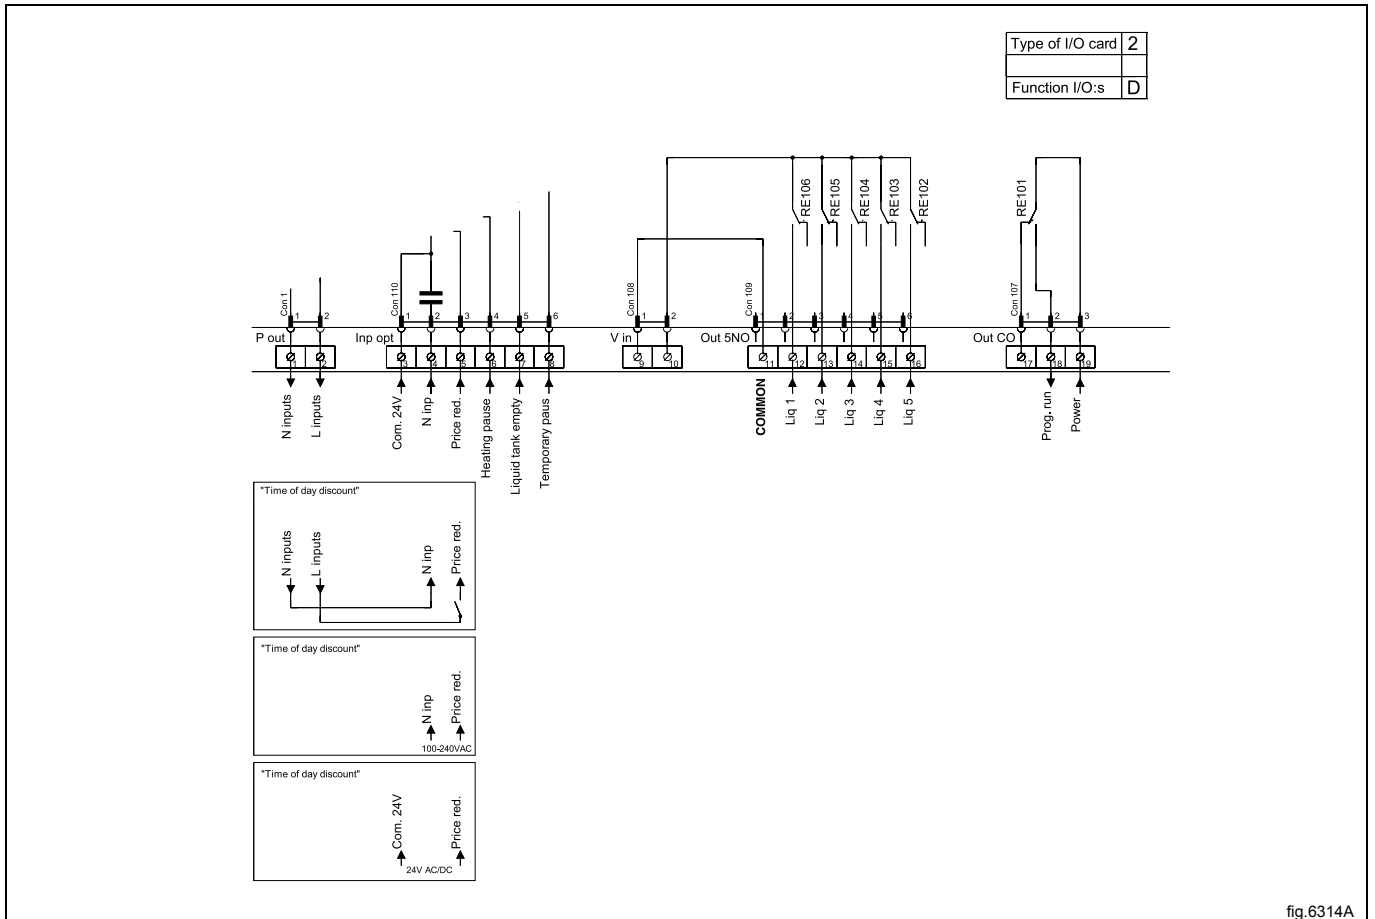 Type of I/O card 2
Function I/O:s D
RE106
RE105
RE104
RE103
RE102
RE101
Con 1
1 2
Con 110
1 2 3 4 5 6
Con 108
1 2
Con 109
1 2 3 4 5 6
Con 107
1 2 3
P out
Inp opt
V in
Out 5NO
Out CO
1 2
3 4 5 6 7 8
9 10
11 12 13 14 15 16
17 18 19
N inputs
L inputs
Com. 24V
N inp
Price red.
Heating pause
Liquid tank empty
Temporary paus
COMMON
Liq 1
Liq 2
Liq 3
Liq 4
Liq 5
Prog. run
Power
"Time of day discount"
N inputs
L inputs
N inp
Price red.
"Time of day discount"
N inp
Price red.
100-240VAC
"Time of day discount"
Com. 24V
Price red.
24V AC/DC
fig.6314A